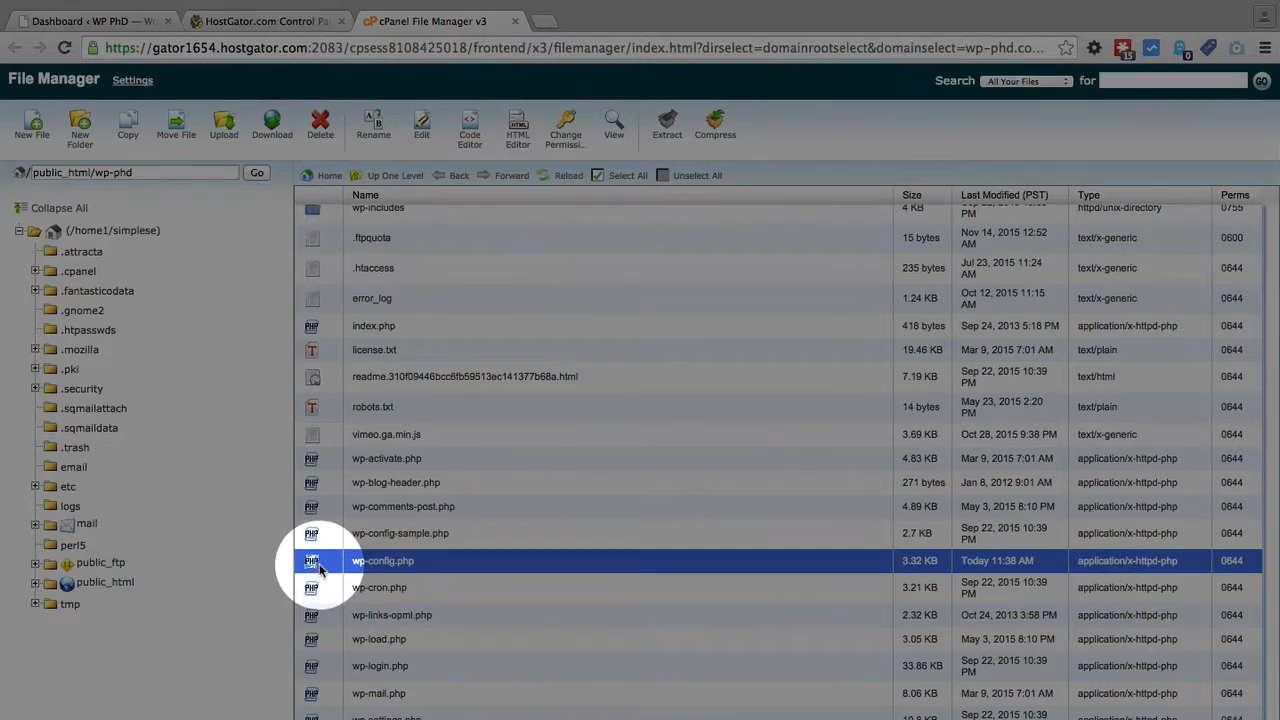 Dashboard ‹ WP PhD —
HostGator.com Control Pa
cPanel File Manager v3
https://gator1654.hostgator.com:2083/cpsess8108425018/frontend/x3/filemanager/index.html?dirselect=domainrootselect&domainselect=wp-phd.co...
15
0
File Manager Settings
Search All Your Files for GO
New File
New Folder
Copy
Move File
Upload
Download
Delete
Rename
Edit
Code Editor
HTML Editor
Change Permissi...
View
Extract
Compress
/public_html/wp-phd Go
Home Up One Level Back Forward Reload Select All Unselect All
Collapse All
(/home1/simplese)
.attracta
.cpanel
.fantasticodata
.gnome2
.htpasswds
.mozilla
.pki
.security
.sqmailattach
.sqmaildata
.trash
email
etc
logs
mail
perl5
public_ftp
public_html
tmp
Name Size Last Modified (PST) Type Perms
wp-includes 4 KB PM httpd/unix-directory 0755
.ftpquota 15 bytes Nov 14, 2015 12:52 AM text/x-generic 0600
.htaccess 235 bytes Jul 23, 2015 11:24 AM text/x-generic 0644
error_log 1.24 KB Oct 12, 2015 11:15 AM text/x-generic 0644
index.php 418 bytes Sep 24, 2013 5:18 PM application/x-httpd-php 0644
license.txt 19.46 KB Mar 9, 2015 7:01 AM text/plain 0644
readme.310f09446bcc6fb59513ec141377b68a.html 7.19 KB Sep 22, 2015 10:39 PM text/html 0644
robots.txt 14 bytes May 23, 2015 2:20 PM text/plain 0644
vimeo.ga.min.js 3.69 KB Oct 28, 2015 9:38 PM text/x-generic 0644
wp-activate.php 4.83 KB Mar 9, 2015 7:01 AM application/x-httpd-php 0644
wp-blog-header.php 271 bytes Jan 8, 2012 9:01 AM application/x-httpd-php 0644
wp-comments-post.php 4.89 KB May 3, 2015 8:10 PM application/x-httpd-php 0644
wp-config-sample.php 2.7 KB Sep 22, 2015 10:39 PM application/x-httpd-php 0644
wp-config.php 3.32 KB Today 11:38 AM application/x-httpd-php 0644
wp-cron.php 3.21 KB Sep 22, 2015 10:39 PM application/x-httpd-php 0644
wp-links-opml.php 2.32 KB Oct 24, 2013 3:58 PM application/x-httpd-php 0644
wp-load.php 3.05 KB May 3, 2015 8:10 PM application/x-httpd-php 0644
wp-login.php 33.86 KB Sep 22, 2015 10:39 PM application/x-httpd-php 0644
wp-mail.php 8.06 KB Mar 9, 2015 7:01 AM application/x-httpd-php 0644